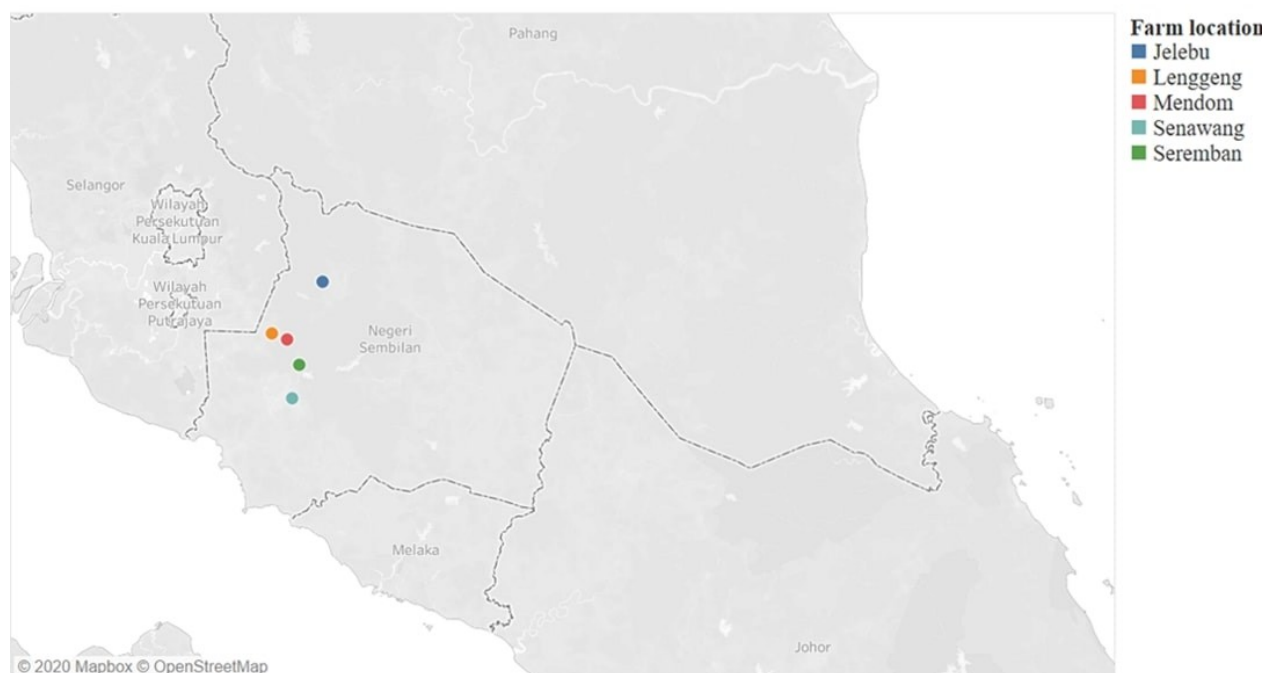 Pahang
Selangor
Wilayah
Persekutuan
Kuala Lumpur
Wilayah
Persekutuan
Putrajaya
Negeri
Sembilan
Melaka
Johor
© 2020 Mapbox © OpenStreetMap
Farm location
Jelebu
Lenggeng
Mendom
Senawang
Seremban